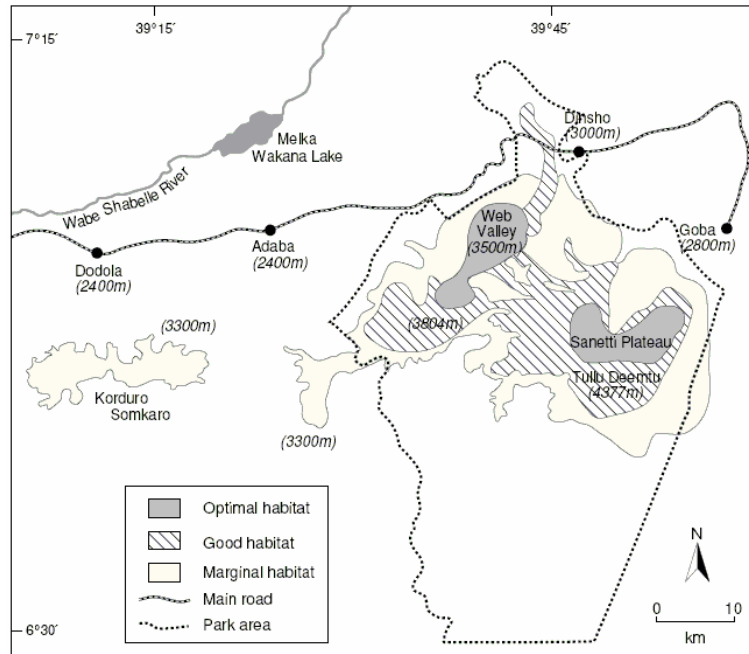 39°15´
39°45´
7°15´
Dinsho
(3000m)
Melka
Wakana Lake
Wabe Shabelle River
Web
Valley
(3500m)
Goba
(2800m)
Adaba
(2400m)
Dodola
(2400m)
(3300m)
(3804m)
Sanetti Plateau
Tullu Deemtu
(4377m)
Korduro
Somkaro
(3300m)
Optimal habitat
Good habitat
Marginal habitat
Main road
Park area
N
0 10
km
6°30´